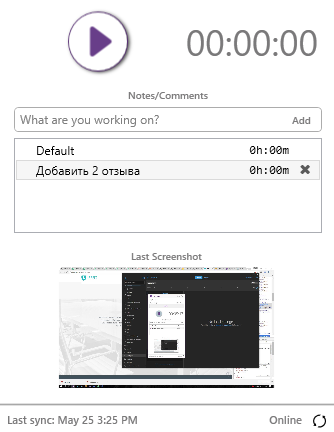 00:00:00
Notes/Comments
What are you working on? Add
Default 0h:00m
Добавить 2 отзыва 0h:00m
Last Screenshot
Last sync: May 25 3:25 PM Online